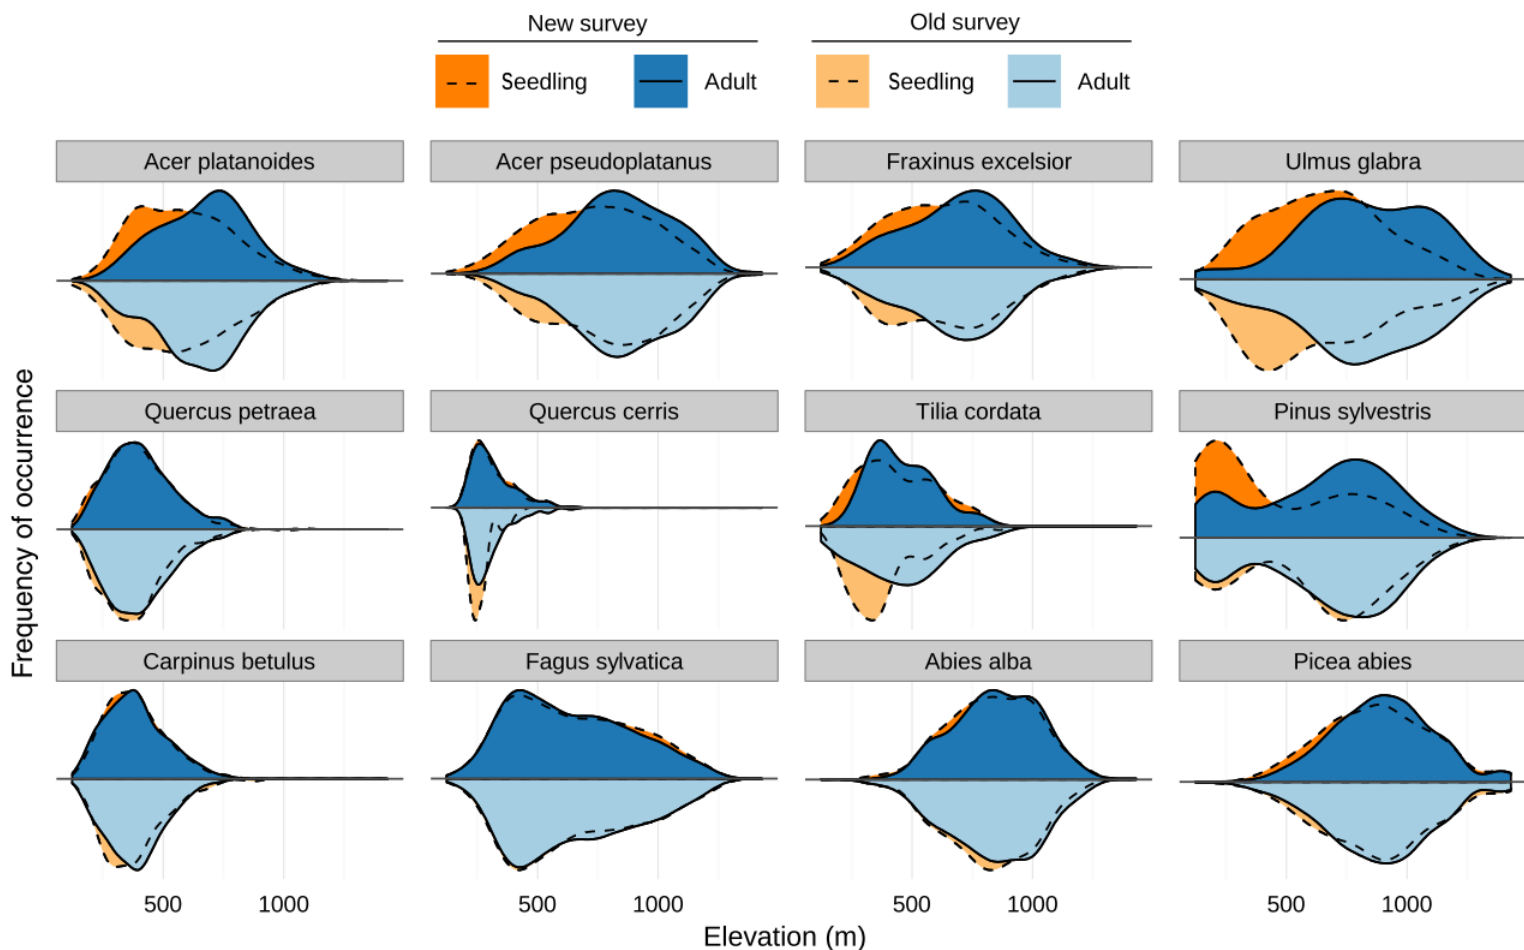 New survey
Old survey
Seedling
Adult
Seedling
Adult
Acer platanoides
Acer pseudoplatanus
Fraxinus excelsior
Ulmus glabra
Quercus petraea
Quercus cerris
Tilia cordata
Pinus sylvestris
Carpinus betulus
Fagus sylvatica
Abies alba
Picea abies
Frequency of occurrence
500 1000
500 1000
500 1000
500 1000
Elevation (m)